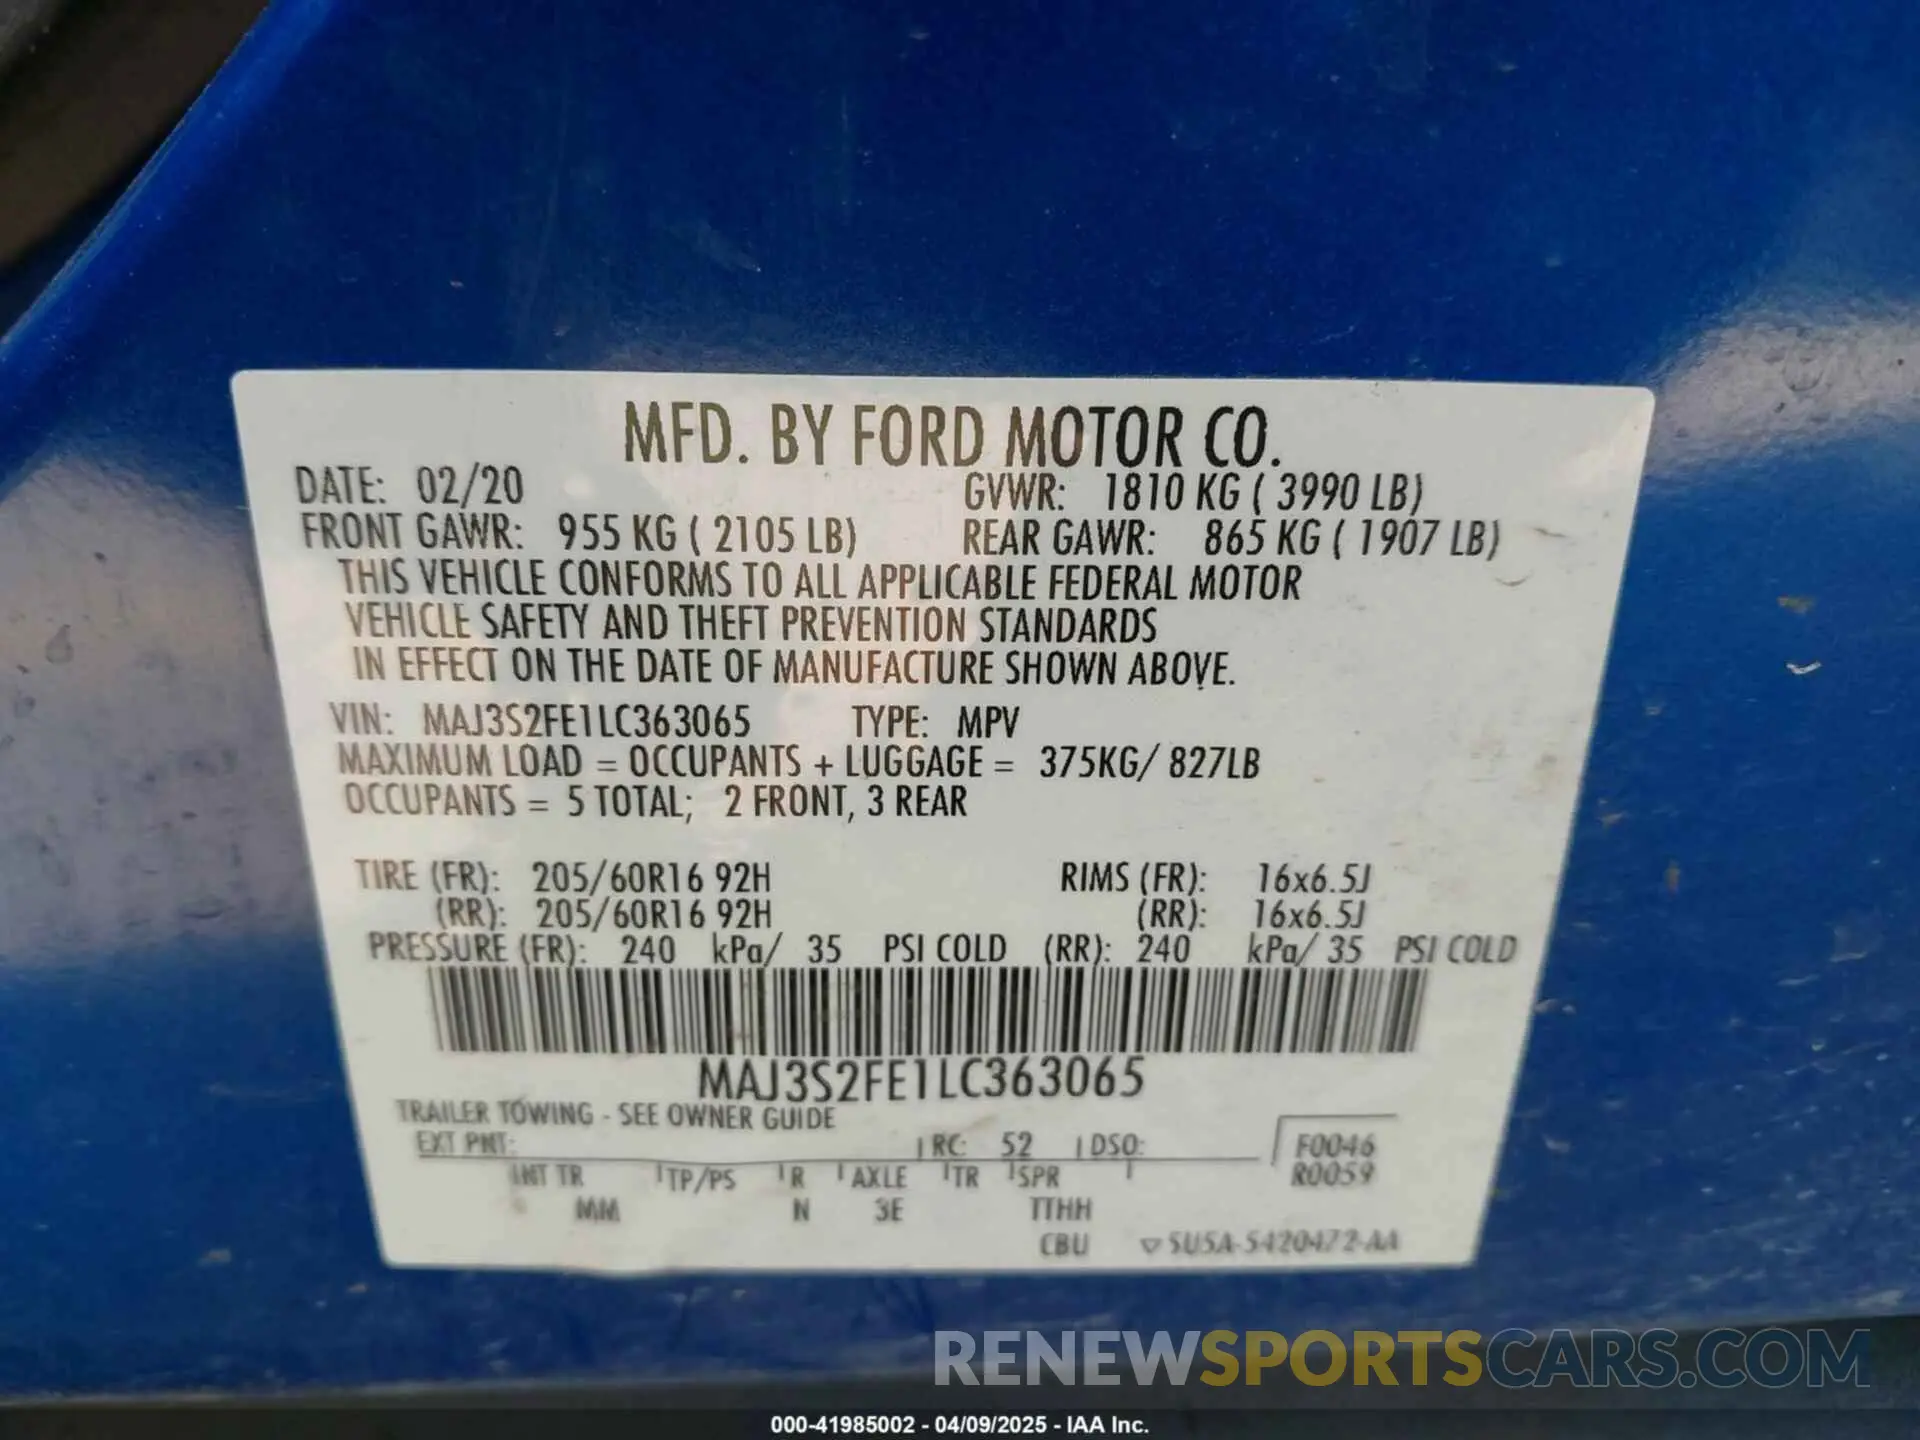 MFD. BY FORD MOTOR CO.
DATE: 02/20 GVWR: 1810 KG ( 3990 LB)
FRONT GAWR: 955 KG ( 2105 LB) REAR GAWR: 865 KG ( 1907 LB)
THIS VEHICLE CONFORMS TO ALL APPLICABLE FEDERAL MOTOR
VEHICLE SAFETY AND THEFT PREVENTION STANDARDS
IN EFFECT ON THE DATE OF MANUFACTURE SHOWN ABOVE.
VIN: MAJ3S2FE1LC363065 TYPE: MPV
MAXIMUM LOAD = OCCUPANTS + LUGGAGE = 375KG/ 827LB
OCCUPANTS = 5 TOTAL; 2 FRONT, 3 REAR
TIRE (FR): 205/60R16 92H RIMS (FR): 16x6.5J
(RR): 205/60R16 92H (RR): 16x6.5J
PRESSURE (FR): 240 kPa/ 35 PSI COLD (RR): 240 kPa/ 35 PSI COLD
MAJ3S2FE1LC363065
TRAILER TOWING - SEE OWNER GUIDE
EXT PNT: RC: 52 DSO: F0046
R0059
INT TR TP/PS R AXLE TR SPR
MM N 3E TTHH
CBU 5U5A-5420472-AA
RENEWSPORTSCARS.COM
000-41985002 - 04/09/2025 - IAA Inc.